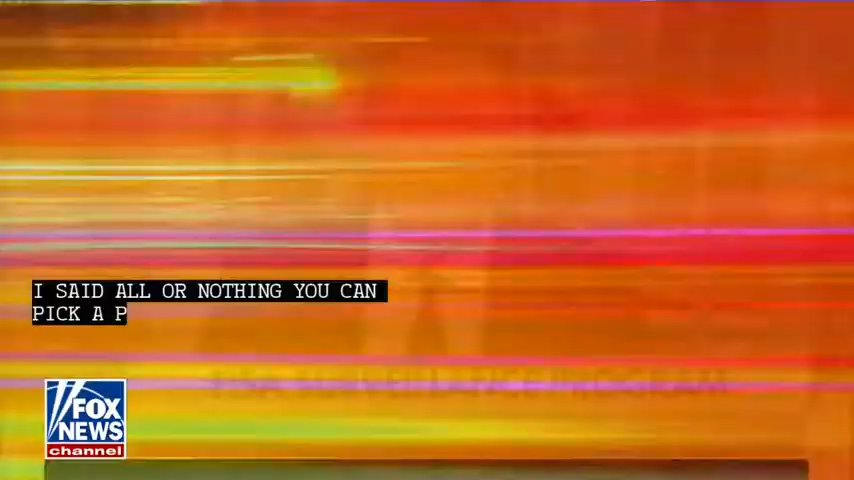 I SAID ALL OR NOTHING YOU CAN
PICK A P
FOX
NEWS
channel